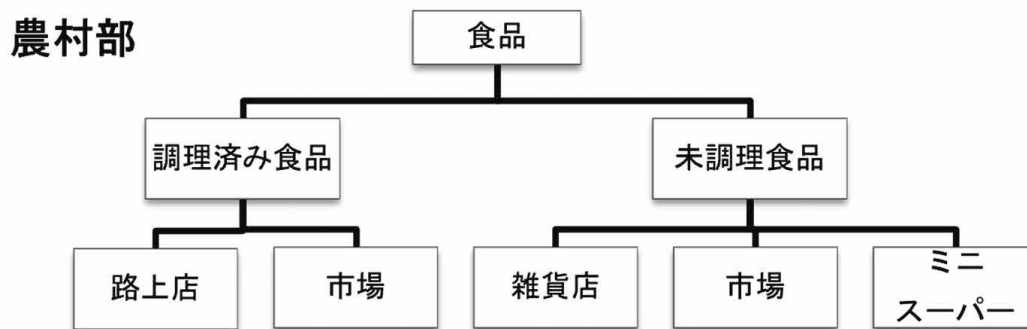 農村部
食品
調理済み食品
未調理食品
路上店
市場
雑貨店
市場
ミニ
スーパー